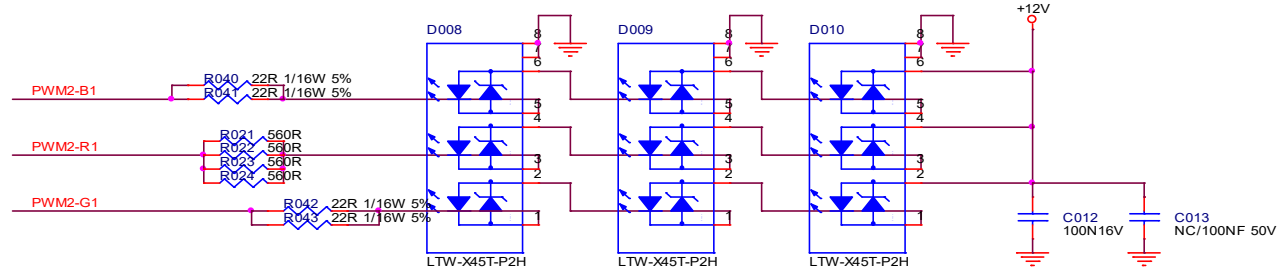 +12V
D008
D009
D010
8
7
6
5
4
3
2
1
8
7
6
5
4
3
2
1
8
7
6
5
4
3
2
1
R040 22R 1/16W 5%
PWM2-B1
R041 22R 1/16W 5%
R021 560R
PWM2-R1
R022 560R
R023 560R
R024 560R
PWM2-G1
R042 22R 1/16W 5%
R043 22R 1/16W 5%
C012
100N16V
C013
NC/100NF 50V
LTW-X45T-P2H
LTW-X45T-P2H
LTW-X45T-P2H